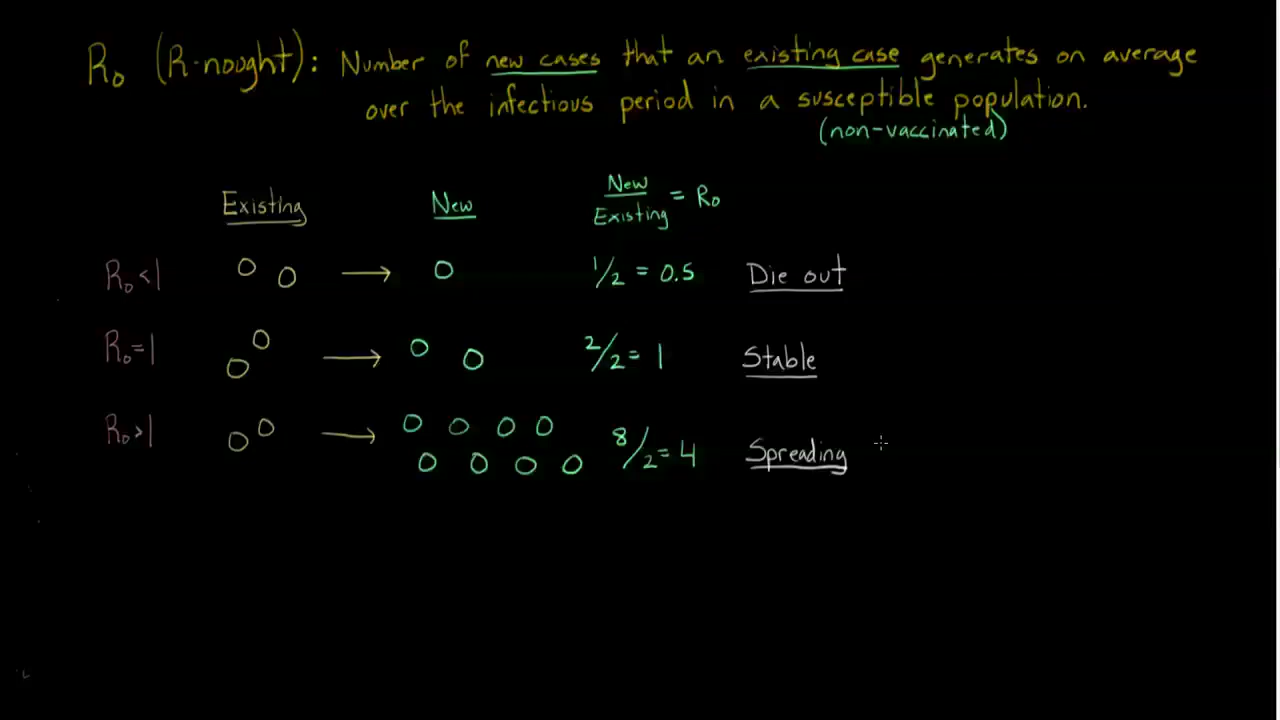 R₀ (R-nought): Number of new cases that an existing case generates on average
over the infectious period in a susceptible population.
(non-vaccinated)
Existing New New/Existing = R₀
R₀<1 → 1/2 = 0.5 Die out
R₀=1 → 2/2 = 1 Stable
R₀>1 → 8/2 = 4 Spreading